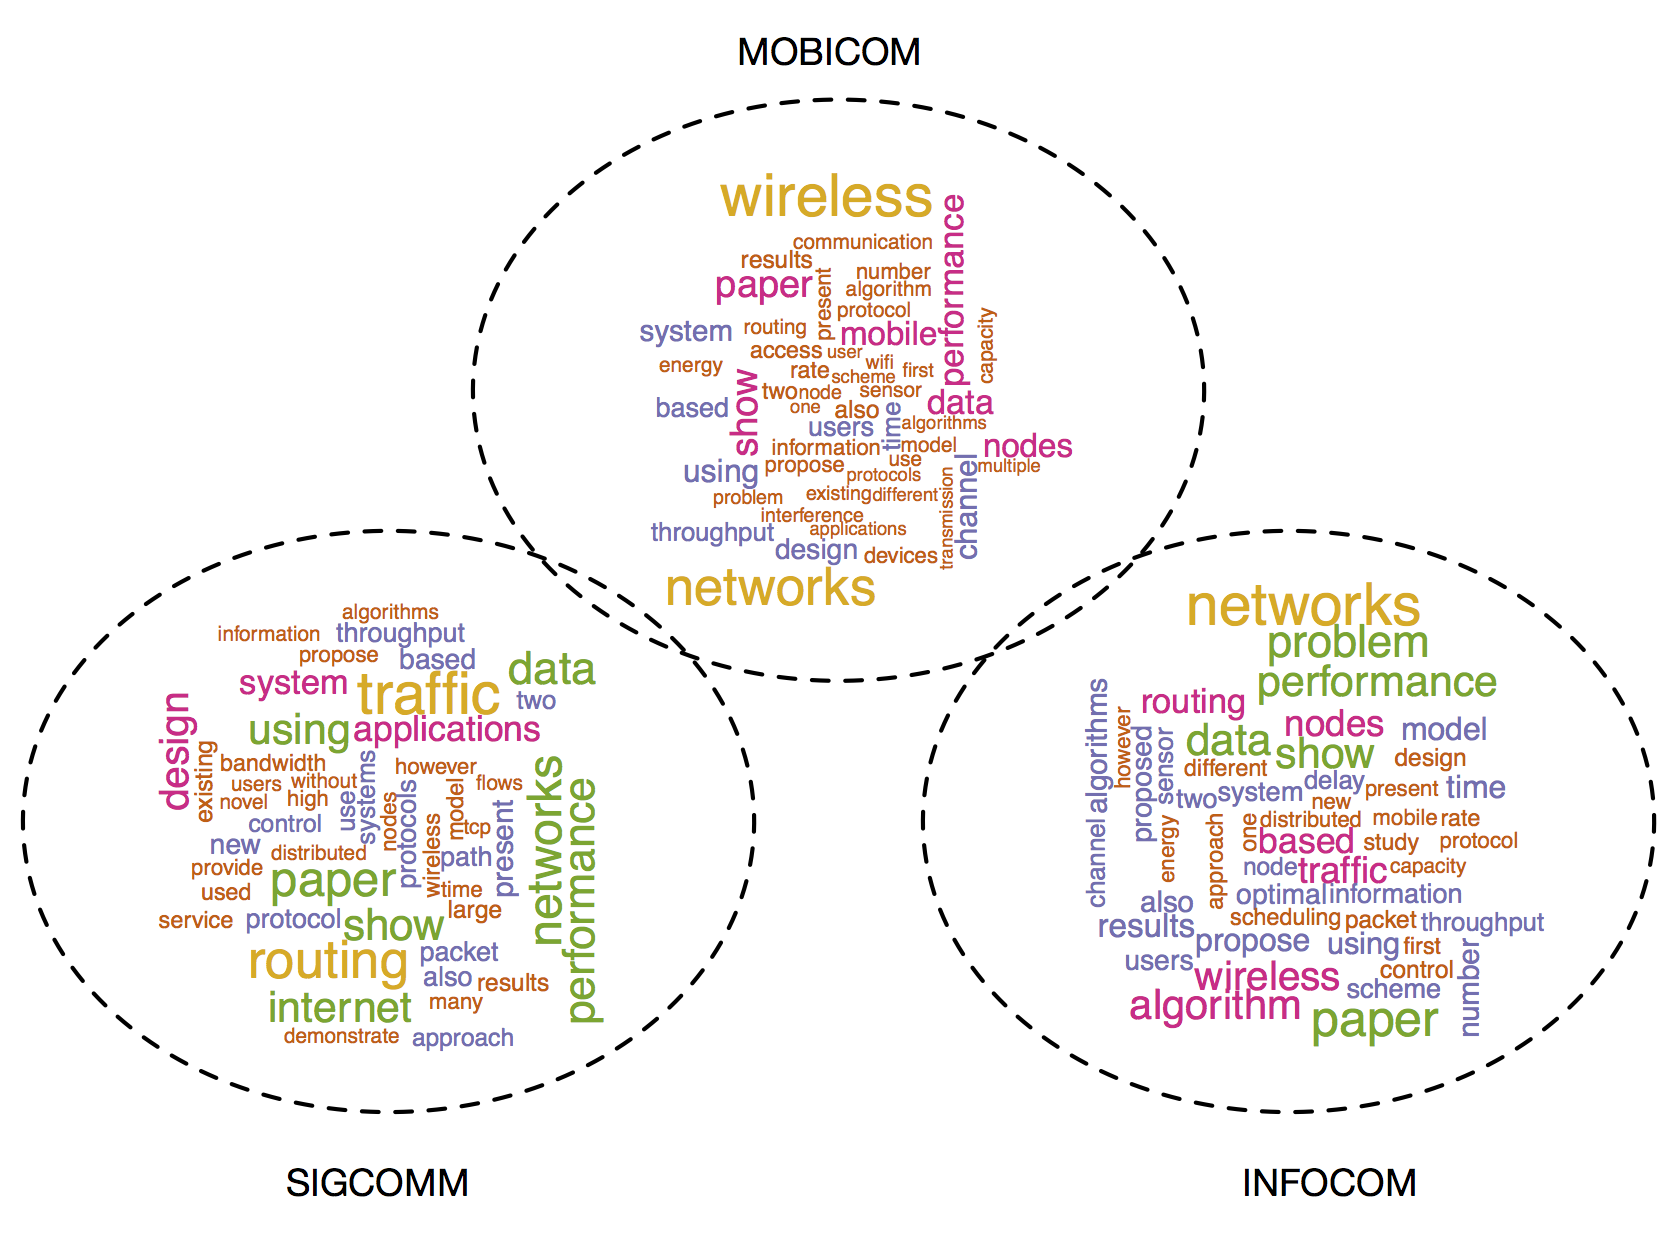 MOBICOM
wireless
performance
communication
results
number
paper
present
algorithm
protocol
system
routing
mobile
capacity
access
user
wifi
energy
rate
scheme
first
show
two
node
sensor
based
one
also
time
data
users
algorithms
information
model
nodes
using
propose
use
channel
multiple
protocols
problem
existing
different
transmission
interference
throughput
applications
design
devices
networks
algorithms
information
throughput
propose
based
data
system
traffic
two
design
using
applications
existing
bandwidth
systems
however
networks
users
without
flows
novel
high
use
nodes
protocols
model
performance
control
tcp
present
new
distributed
wireless
path
provide
paper
used
time
large
service
protocol
show
routing
packet
also
results
internet
many
demonstrate
approach
SIGCOMM
networks
problem
performance
algorithms
routing
however
nodes
model
proposed
sensor
data
show
design
different
delay
present
time
two
system
new
channel
energy
approach
one
distributed
mobile
rate
based
study
protocol
node
traffic
capacity
also
optimal
information
results
scheduling
packet
throughput
propose
using
first
number
users
wireless
control
scheme
algorithm
paper
INFOCOM